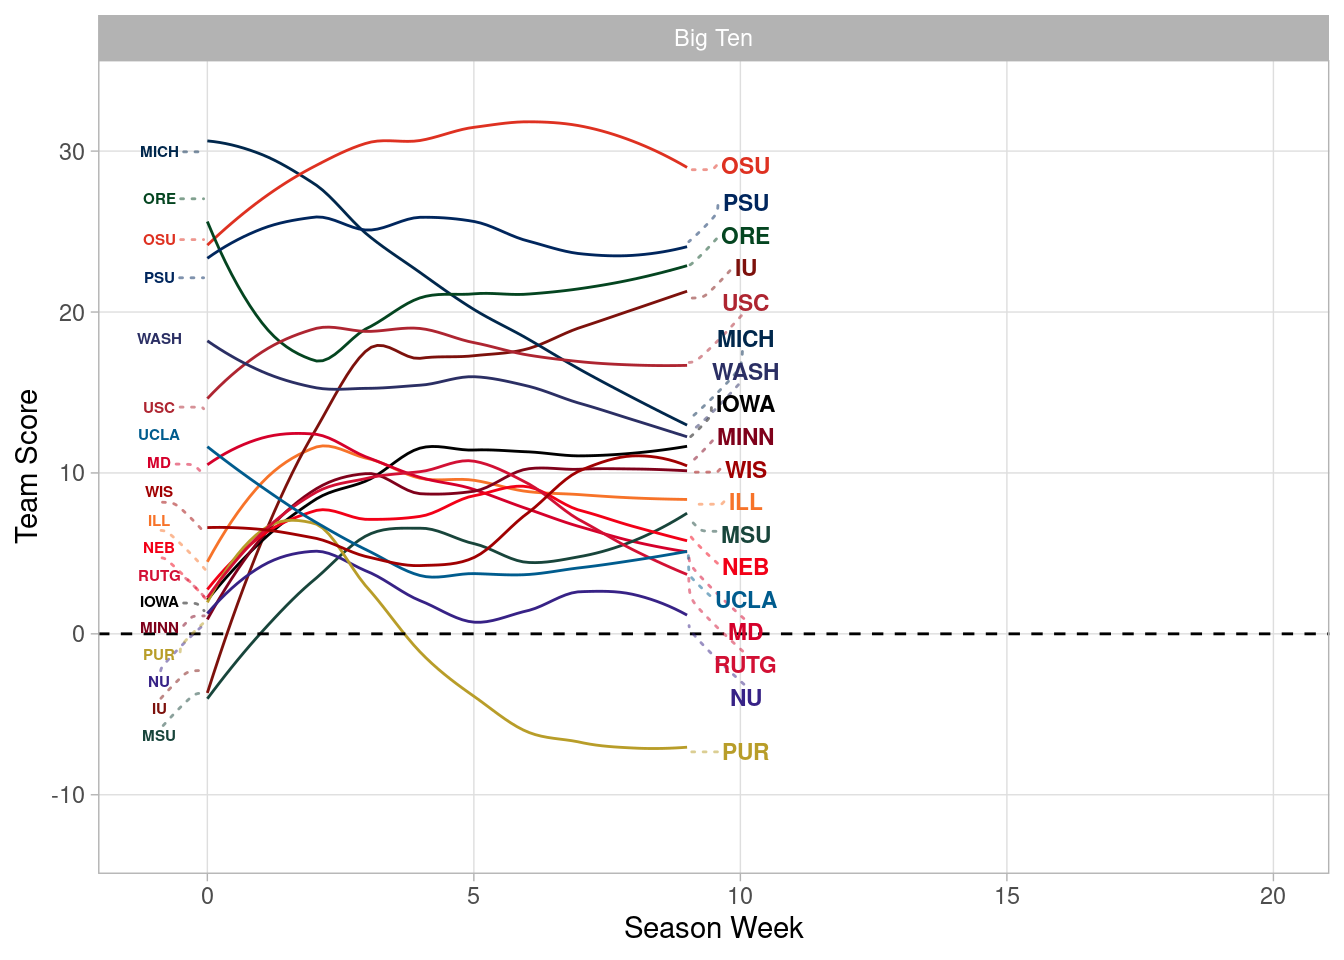 Big Ten
Team Score
30
20
10
0
-10
MICH
ORE
OSU
PSU
WASH
USC
UCLA
MD
WIS
ILL
NEB
RUTG
IOWA
MINN
PUR
NU
IU
MSU
OSU
PSU
ORE
IU
USC
MICH
WASH
IOWA
MINN
WIS
ILL
MSU
NEB
UCLA
MD
RUTG
NU
PUR
0 5 10 15 20
Season Week